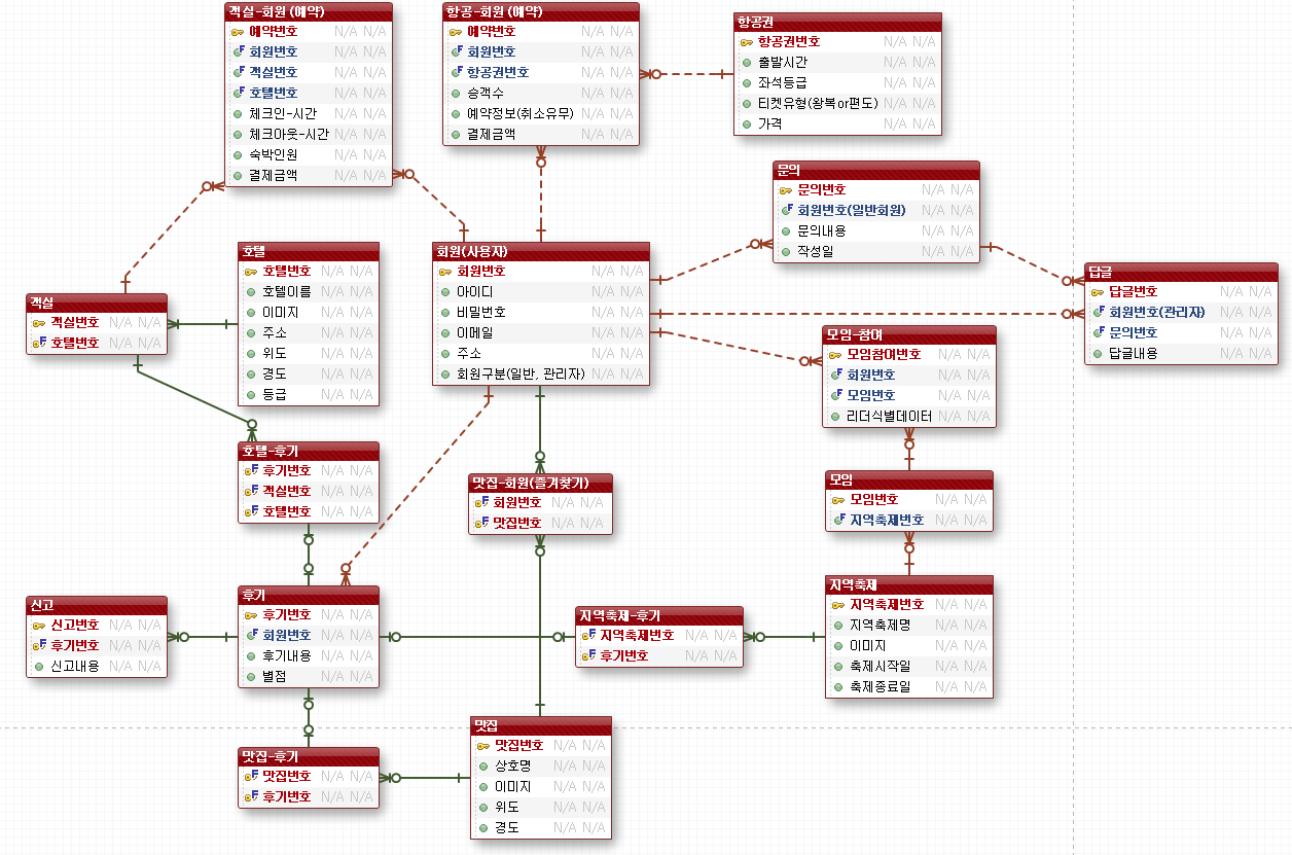 객실-회원 (예약)
예약번호 N/A N/A
회원번호 N/A N/A
객실번호 N/A N/A
호텔번호 N/A N/A
체크인-시간 N/A N/A
체크아웃-시간 N/A N/A
숙박인원 N/A N/A
결제금액 N/A N/A
항공-회원 (예약)
예약번호 N/A N/A
회원번호 N/A N/A
항공권번호 N/A N/A
승객수 N/A N/A
예약정보(취소유무) N/A N/A
결제금액 N/A N/A
항공권
항공권번호 N/A N/A
출발시간 N/A N/A
좌석등급 N/A N/A
티켓유형(왕복or편도) N/A N/A
가격 N/A N/A
문의
문의번호 N/A N/A
회원번호(일반회원) N/A N/A
문의내용 N/A N/A
작성일 N/A N/A
호텔
호텔번호 N/A N/A
호텔이름 N/A N/A
이미지 N/A N/A
주소 N/A N/A
위도 N/A N/A
경도 N/A N/A
등급 N/A N/A
회원(사용자)
회원번호 N/A N/A
아이디 N/A N/A
비밀번호 N/A N/A
이메일 N/A N/A
주소 N/A N/A
회원구분(일반, 관리자) N/A N/A
답글
답글번호 N/A N/A
회원번호(관리자) N/A N/A
문의번호 N/A N/A
답글내용 N/A N/A
객실
객실번호 N/A N/A
호텔번호 N/A N/A
모임-참여
모임참여번호 N/A N/A
회원번호 N/A N/A
모임번호 N/A N/A
리더식별데이터 N/A N/A
호텔-후기
후기번호 N/A N/A
객실번호 N/A N/A
호텔번호 N/A N/A
맛집-회원(즐겨찾기)
회원번호 N/A N/A
맛집번호 N/A N/A
모임
모임번호 N/A N/A
지역축제번호 N/A N/A
신고
신고번호 N/A N/A
후기번호 N/A N/A
신고내용 N/A N/A
후기
후기번호 N/A N/A
회원번호 N/A N/A
후기내용 N/A N/A
별점 N/A N/A
지역축제-후기
지역축제번호 N/A N/A
후기번호 N/A N/A
지역축제
지역축제번호 N/A N/A
지역축제명 N/A N/A
이미지 N/A N/A
축제시작일 N/A N/A
축제종료일 N/A N/A
맛집-후기
맛집번호 N/A N/A
후기번호 N/A N/A
맛집
맛집번호 N/A N/A
상호명 N/A N/A
이미지 N/A N/A
위도 N/A N/A
경도 N/A N/A